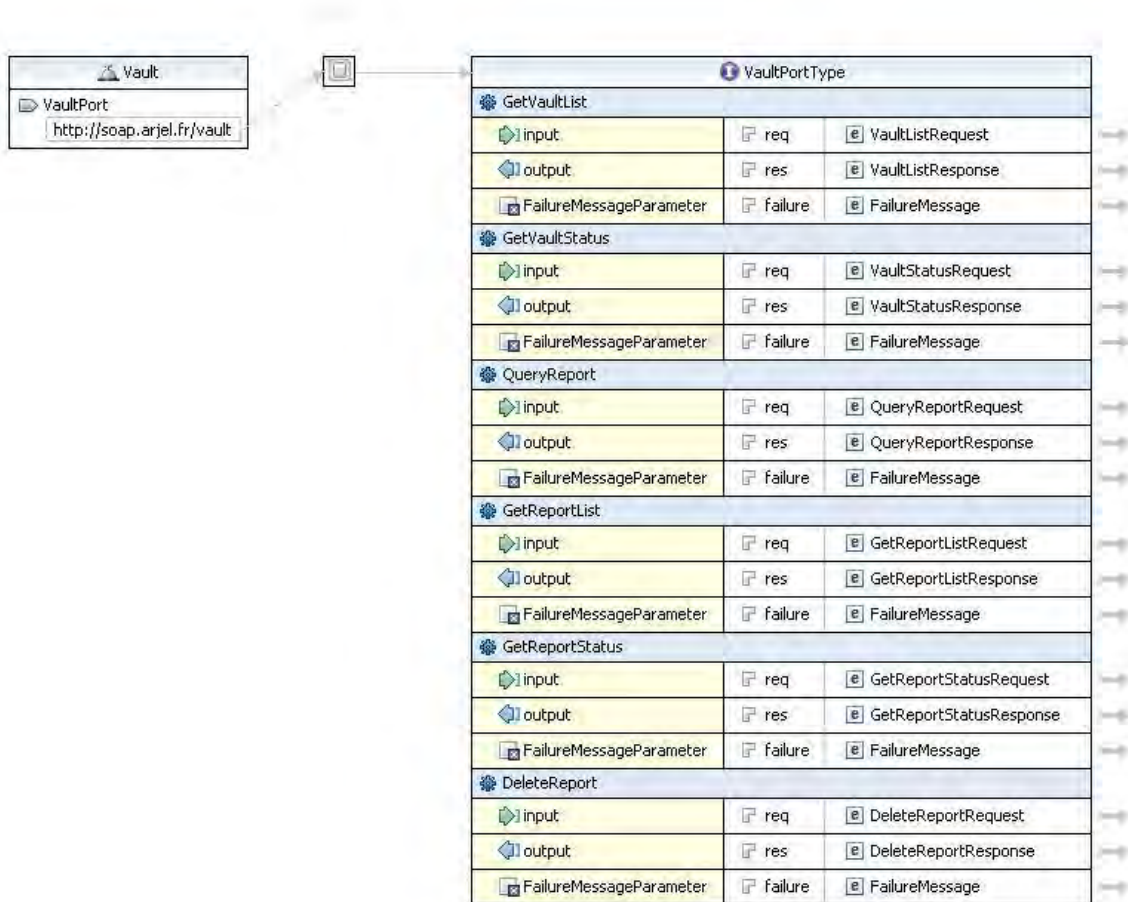 Vault
VaultPort
http://soap.arjel.fr/vault
VaultPortType
GetVaultList
input req VaultListRequest
output res VaultListResponse
FailureMessageParameter failure FailureMessage
GetVaultStatus
input req VaultStatusRequest
output res VaultStatusResponse
FailureMessageParameter failure FailureMessage
QueryReport
input req QueryReportRequest
output res QueryReportResponse
FailureMessageParameter failure FailureMessage
GetReportList
input req GetReportListRequest
output res GetReportListResponse
FailureMessageParameter failure FailureMessage
GetReportStatus
input req GetReportStatusRequest
output res GetReportStatusResponse
FailureMessageParameter failure FailureMessage
DeleteReport
input req DeleteReportRequest
output res DeleteReportResponse
FailureMessageParameter failure FailureMessage